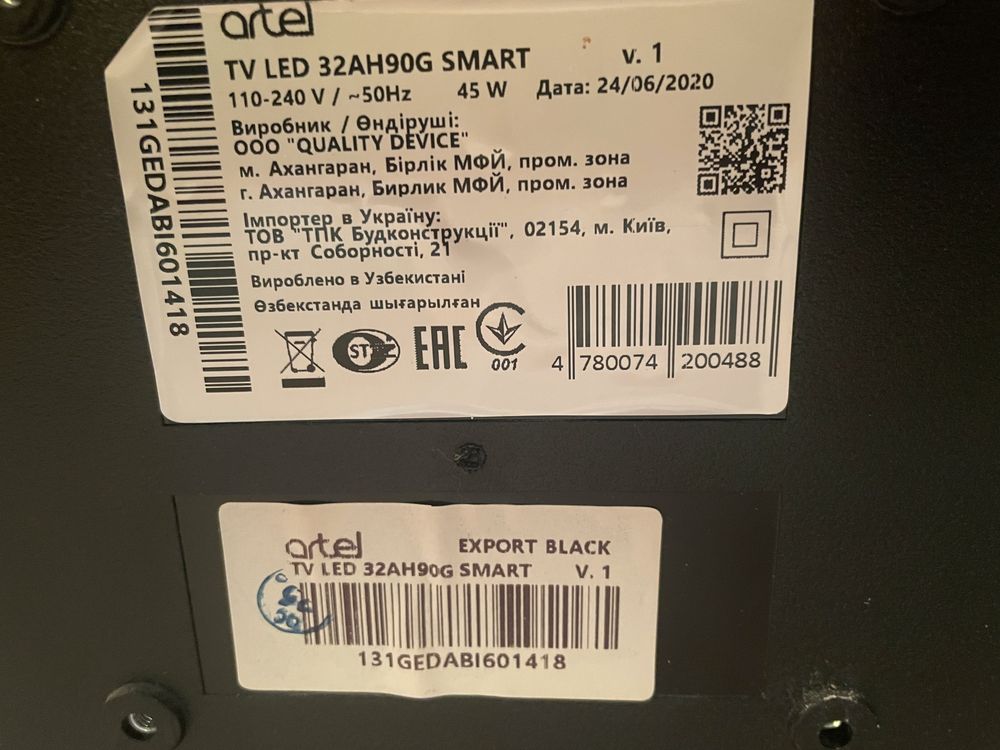 artel
TV LED 32AH90G SMART v. 1
110-240 V / ~50Hz 45 W Дата: 24/06/2020
Виробник / Өндіруші:
ООО "QUALITY DEVICE"
м. Ахангаран, Бірлік МФЙ, пром. зона
г. Ахангаран, Бирлик МФЙ, пром. зона
Імпортер в Україну:
ТОВ "ТПК Будконструкції", 02154, м. Київ,
пр-кт Соборності, 21
Вироблено в Узбекистані
Өзбекстанда шығарылған
EAC
001
4 780074 200488
131GEDABI601418
artel EXPORT BLACK
TV LED 32AH90G SMART V. 1
131GEDABI601418